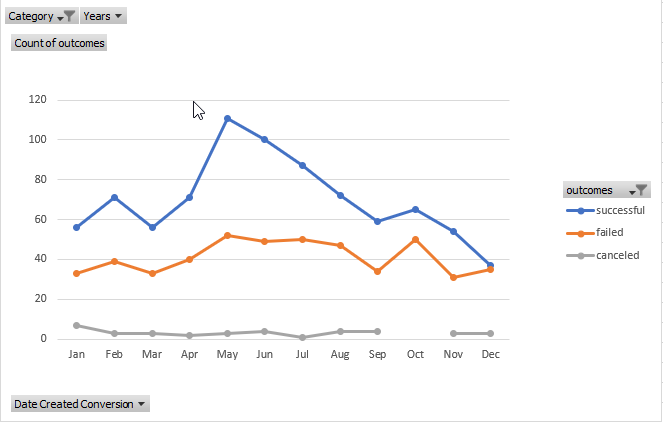 Category Years
Count of outcomes
120
100
80
60
40
20
0
Jan Feb Mar Apr May Jun Jul Aug Sep Oct Nov Dec
outcomes
successful
failed
canceled
Date Created Conversion